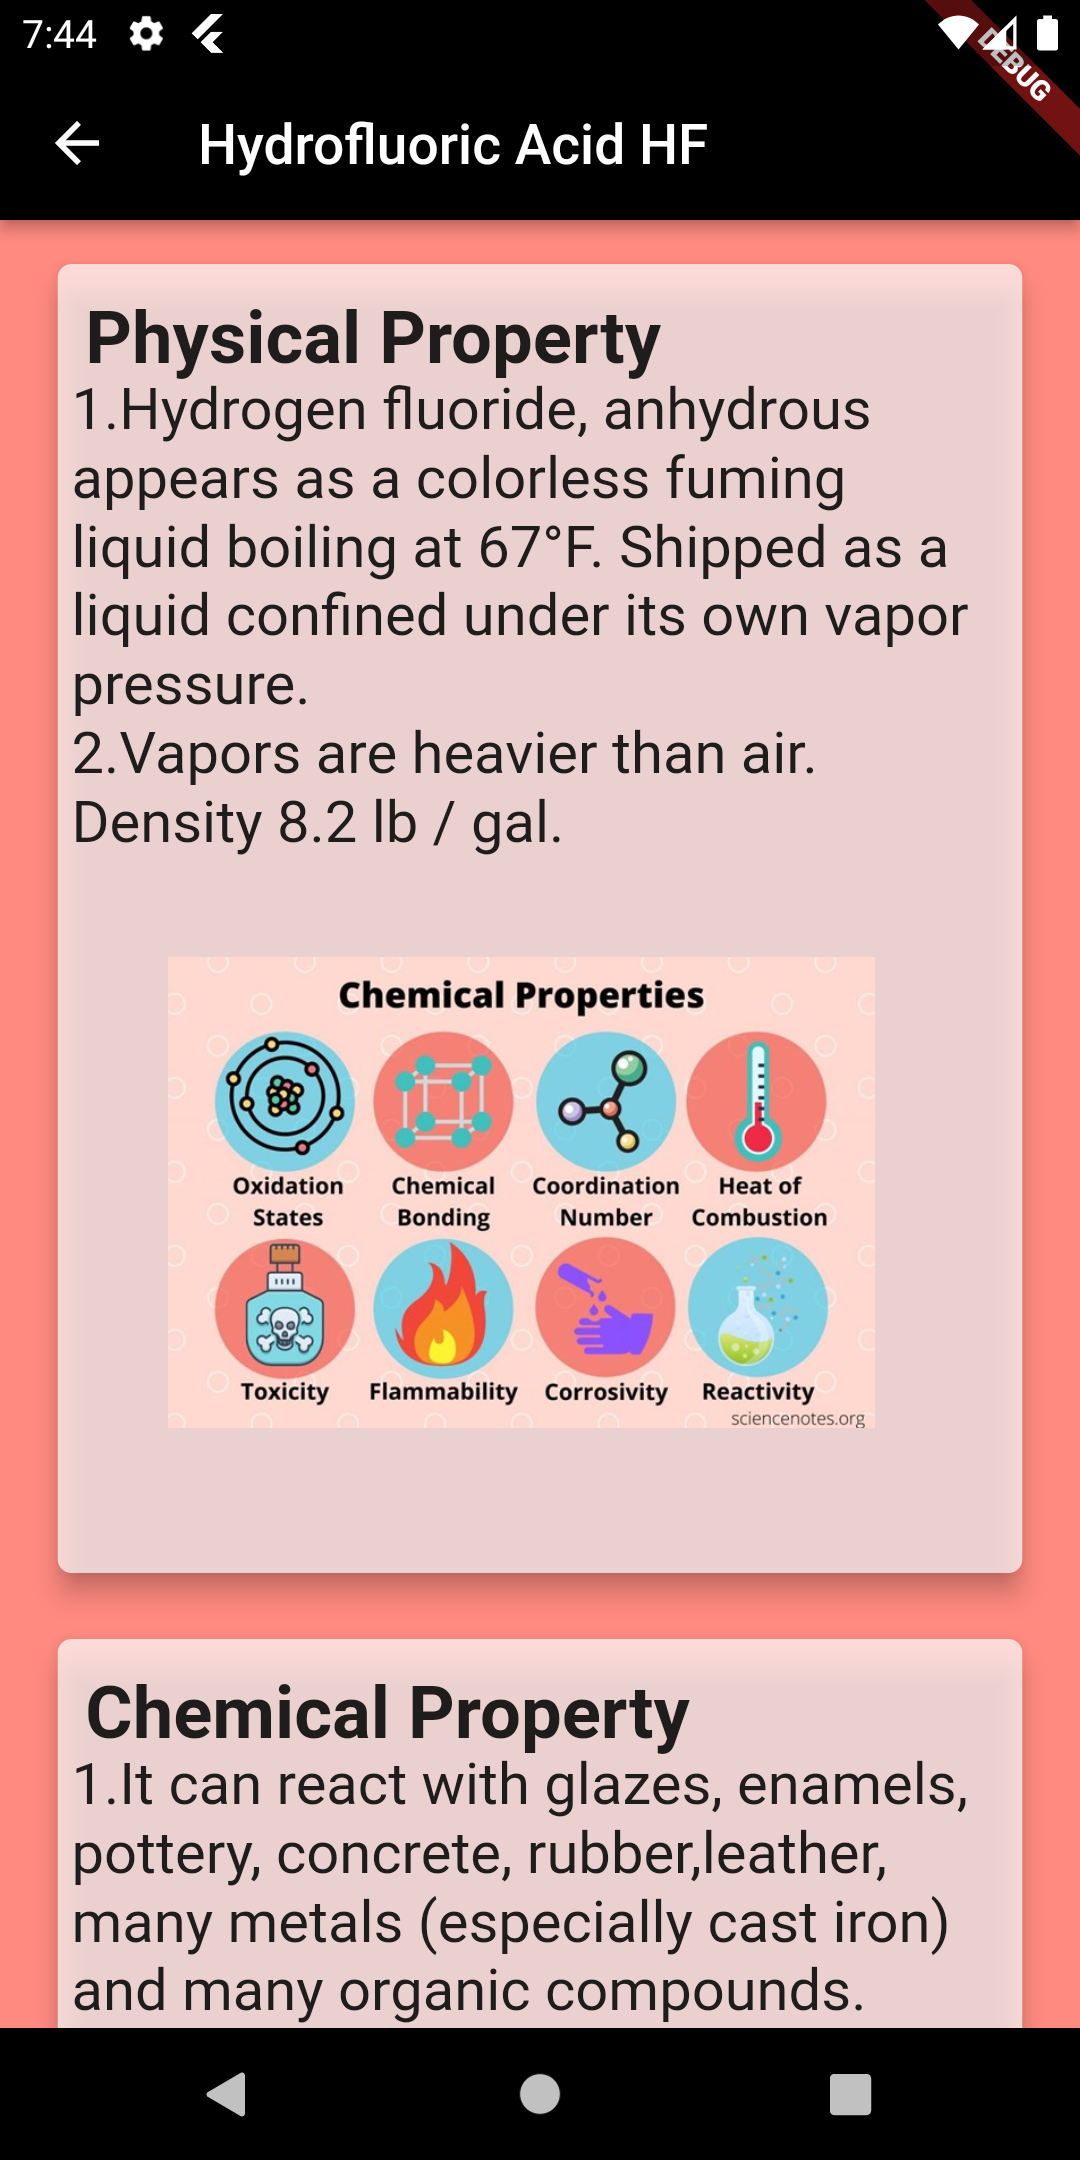 7:44
DEBUG
Hydrofluoric Acid HF
Physical Property
1.Hydrogen fluoride, anhydrous
appears as a colorless fuming
liquid boiling at 67°F. Shipped as a
liquid confined under its own vapor
pressure.
2.Vapors are heavier than air.
Density 8.2 lb / gal.
Chemical Properties
Oxidation States
Chemical Bonding
Coordination Number
Heat of Combustion
Toxicity
Flammability
Corrosivity
Reactivity
sciencenotes.org
Chemical Property
1.It can react with glazes, enamels,
pottery, concrete, rubber,leather,
many metals (especially cast iron)
and many organic compounds.